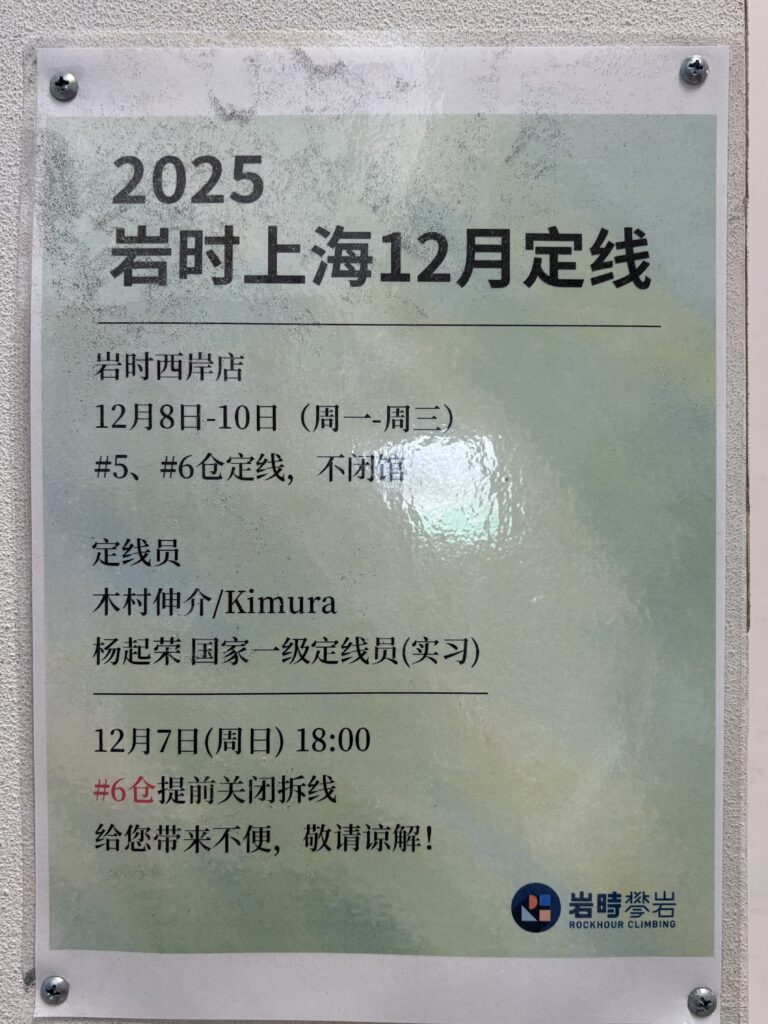 2025
岩时上海12月定线
岩时西岸店
12月8日-10日（周一-周三）
#5、#6仓定线，不闭馆
定线员
木村伸介/Kimura
杨起荣 国家一级定线员(实习)
12月7日(周日) 18:00
#6仓提前关闭拆线
给您带来不便，敬请谅解！
岩時攀岩
ROCKHOUR CLIMBING